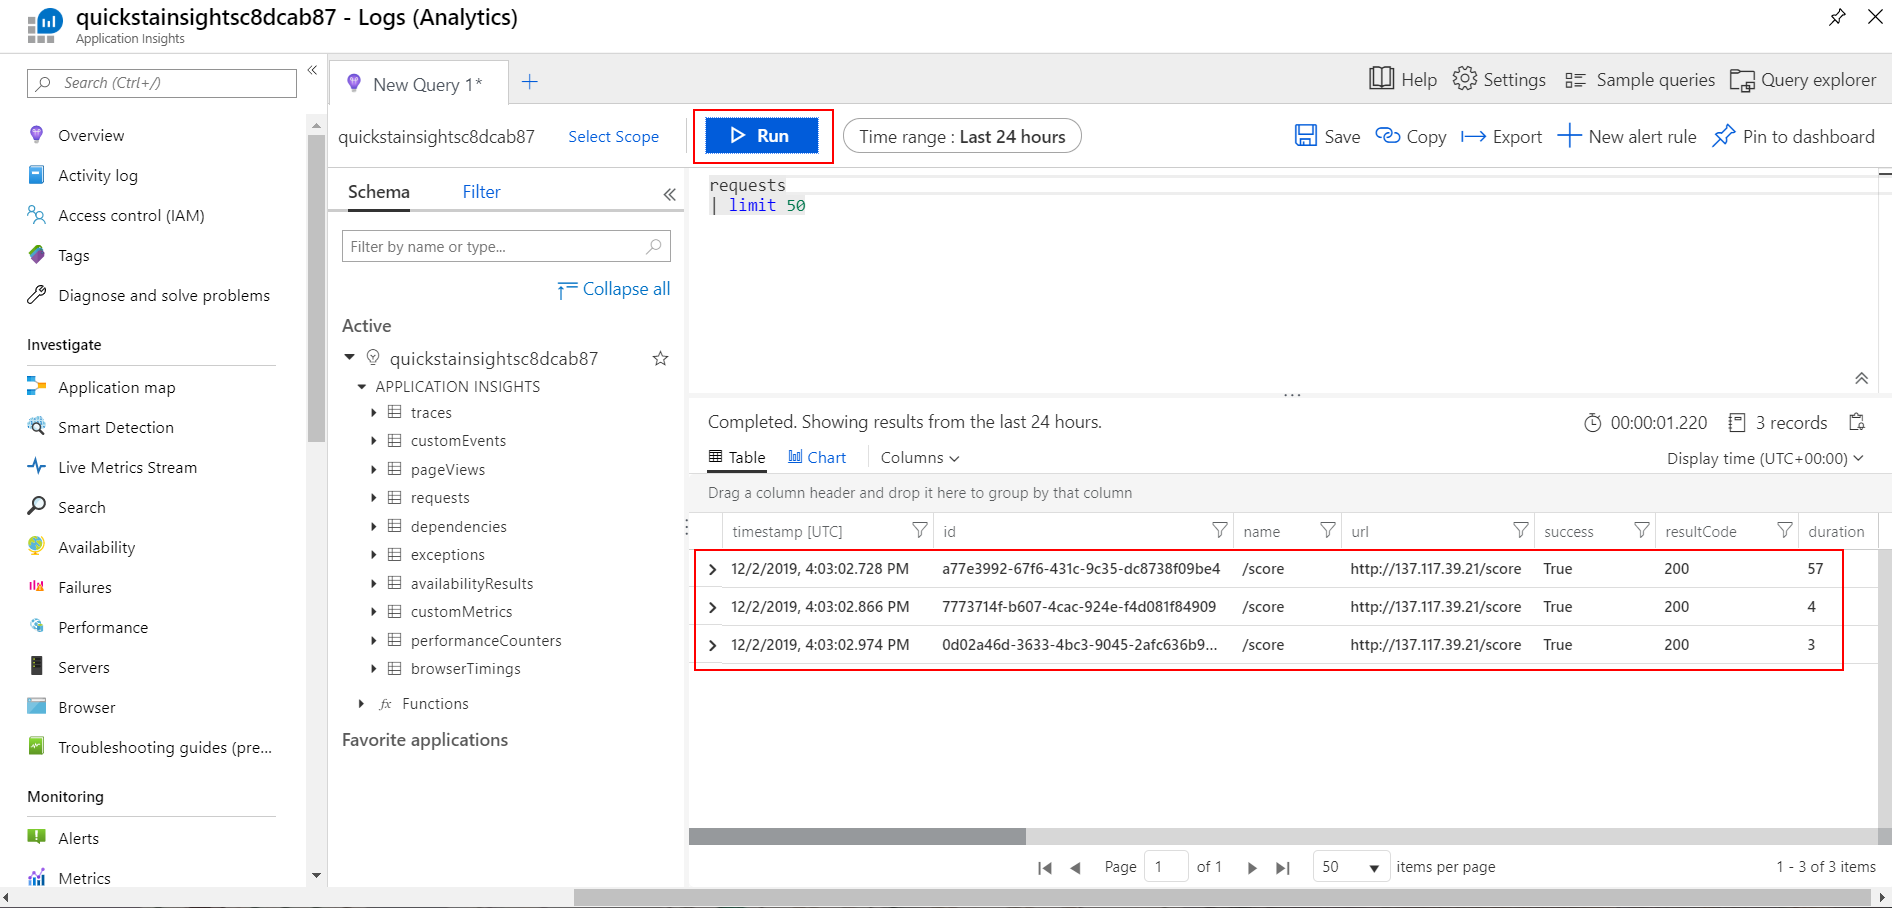 quickstainsightsc8dcab87 - Logs (Analytics)
Application Insights
Search (Ctrl+/)
Overview
Activity log
Access control (IAM)
Tags
Diagnose and solve problems
Investigate
Application map
Smart Detection
Live Metrics Stream
Search
Availability
Failures
Performance
Servers
Browser
Troubleshooting guides (pre...
Monitoring
Alerts
Metrics
New Query 1*
Help
Settings
Sample queries
Query explorer
quickstainsightsc8dcab87
Select Scope
Run
Time range : Last 24 hours
Save
Copy
Export
New alert rule
Pin to dashboard
Schema
Filter
Filter by name or type...
Collapse all
Active
quickstainsightsc8dcab87
APPLICATION INSIGHTS
traces
customEvents
pageViews
requests
dependencies
exceptions
availabilityResults
customMetrics
performanceCounters
browserTimings
fx Functions
Favorite applications
requests
| limit 50
Completed. Showing results from the last 24 hours.
00:00:01.220
3 records
Table
Chart
Columns
Display time (UTC+00:00)
Drag a column header and drop it here to group by that column
timestamp [UTC] id name url success resultCode duration
12/2/2019, 4:03:02.728 PM a77e3992-67f6-431c-9c35-dc8738f09be4 /score http://137.117.39.21/score True 200 57
12/2/2019, 4:03:02.866 PM 7773714f-b607-4cac-924e-f4d081f84909 /score http://137.117.39.21/score True 200 4
12/2/2019, 4:03:02.974 PM 0d02a46d-3633-4bc3-9045-2afc636b9... /score http://137.117.39.21/score True 200 3
Page 1 of 1
50 items per page
1 - 3 of 3 items